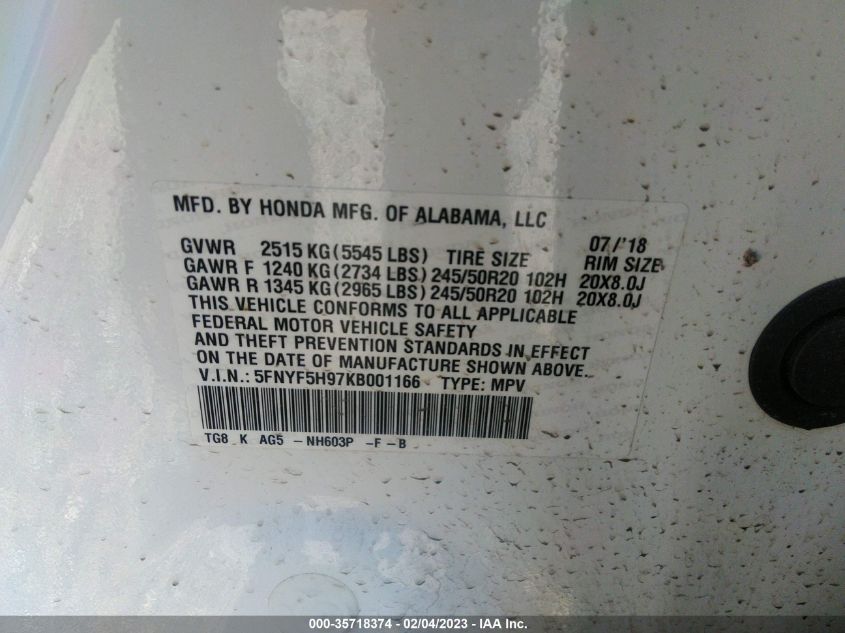 MFD. BY HONDA MFG. OF ALABAMA, LLC
07/'18
GVWR 2515 KG (5545 LBS) TIRE SIZE RIM SIZE
GAWR F 1240 KG (2734 LBS) 245/50R20 102H 20X8.0J
GAWR R 1345 KG (2965 LBS) 245/50R20 102H 20X8.0J
THIS VEHICLE CONFORMS TO ALL APPLICABLE
FEDERAL MOTOR VEHICLE SAFETY
AND THEFT PREVENTION STANDARDS IN EFFECT
ON THE DATE OF MANUFACTURE SHOWN ABOVE.
V.I.N.: 5FNYF5H97KB001166 TYPE: MPV
TG8 K AG5 -NH603P -F-B
000-35718374 - 02/04/2023 - IAA Inc.